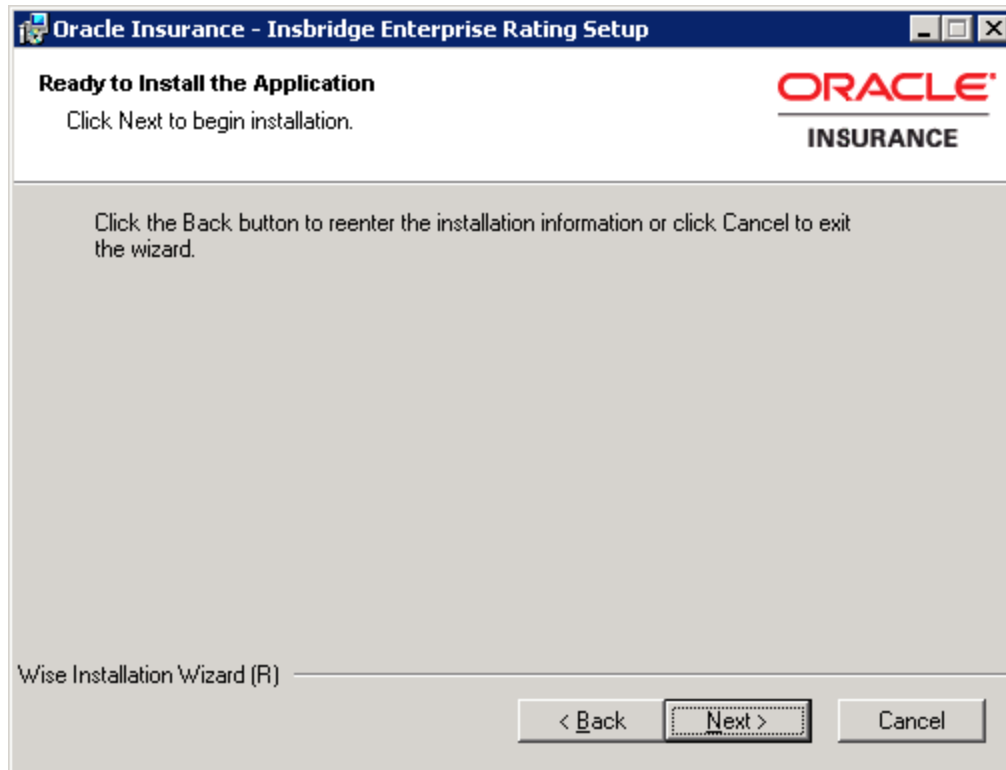 Oracle Insurance - Insbridge Enterprise Rating Setup
Ready to Install the Application
Click Next to begin installation.
ORACLE
INSURANCE
Click the Back button to reenter the installation information or click Cancel to exit
the wizard.
Wise Installation Wizard (R)
< Back
Next >
Cancel